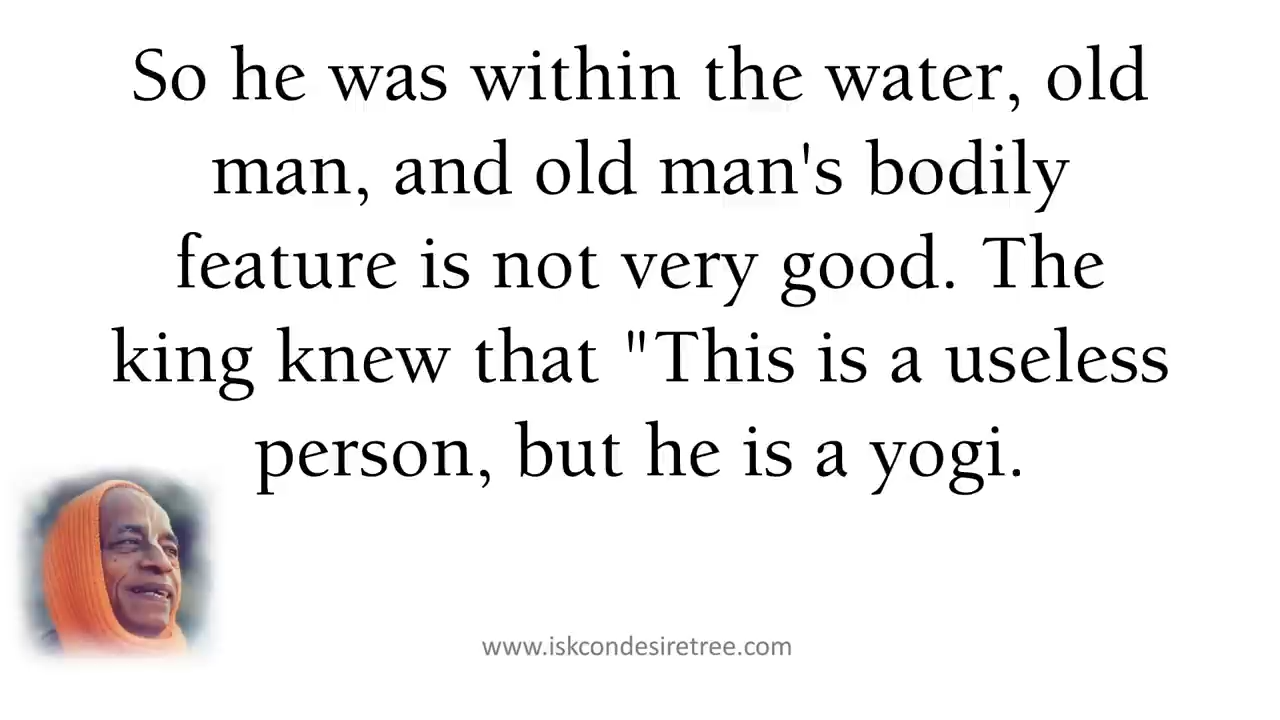 So he was within the water, old
man, and old man's bodily
feature is not very good. The
king knew that "This is a useless
person, but he is a yogi.
www.iskcondesiretree.com